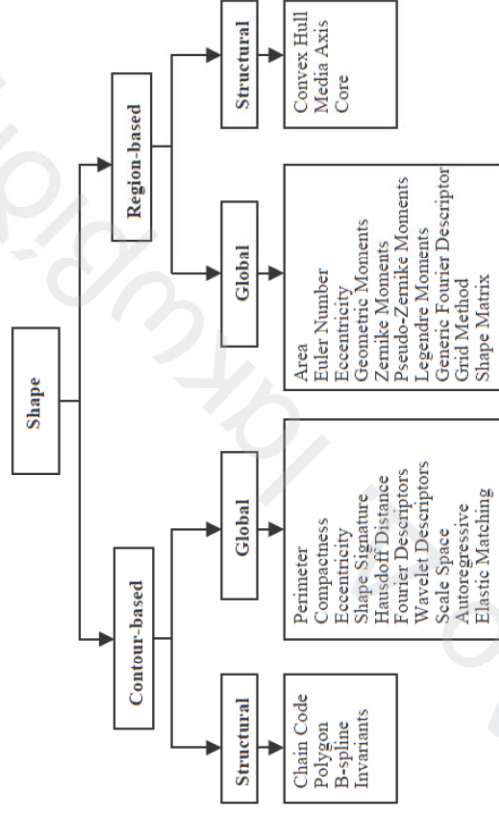 Shape
Contour-based
Region-based
Structural
Global
Global
Structural
Chain Code
Polygon
B-spline
Invariants
Perimeter
Compactness
Eccentricity
Shape Signature
Hausdoff Distance
Fourier Descriptors
Wavelet Descriptors
Scale Space
Autoregressive
Elastic Matching
Area
Euler Number
Eccentricity
Geometric Moments
Zernike Moments
Pseudo-Zernike Moments
Legendre Moments
Generic Fourier Descriptor
Grid Method
Shape Matrix
Convex Hull
Media Axis
Core